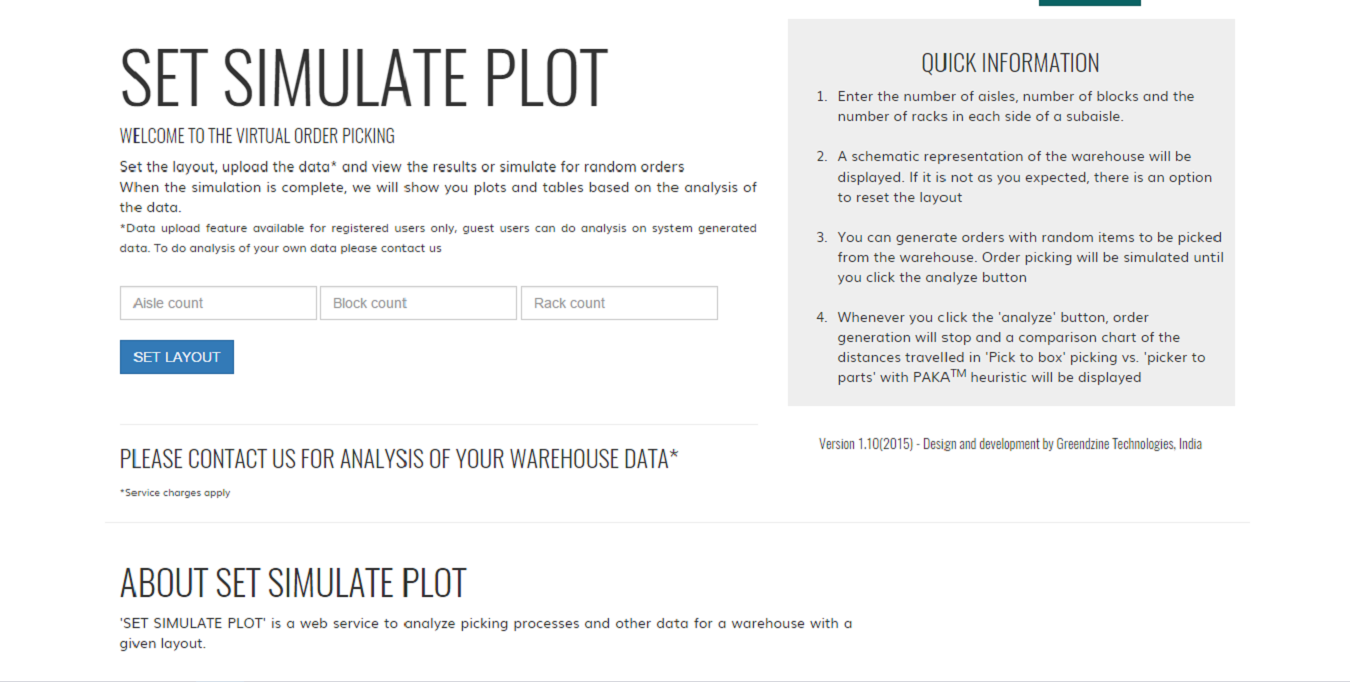 SET SIMULATE PLOT
WELCOME TO THE VIRTUAL ORDER PICKING
Set the layout, upload the data* and view the results or simulate for random orders
When the simulation is complete, we will show you plots and tables based on the analysis of
the data.
*Data upload feature available for registered users only, guest users can do analysis on system generated
data. To do analysis of your own data please contact us
Aisle count
Block count
Rack count
SET LAYOUT
PLEASE CONTACT US FOR ANALYSIS OF YOUR WAREHOUSE DATA*
*Service charges apply
QUICK INFORMATION
1. Enter the number of aisles, number of blocks and the
number of racks in each side of a subaisle.
2. A schematic representation of the warehouse will be
displayed. If it is not as you expected, there is an option
to reset the layout
3. You can generate orders with random items to be picked
from the warehouse. Order picking will be simulated until
you click the analyze button
4. Whenever you click the 'analyze' button, order
generation will stop and a comparison chart of the
distances travelled in 'Pick to box' picking vs. 'picker to
parts' with PAKATM heuristic will be displayed
Version 1.10(2015) - Design and development by Greendzine Technologies, India
ABOUT SET SIMULATE PLOT
'SET SIMULATE PLOT' is a web service to analyze picking processes and other data for a warehouse with a
given layout.